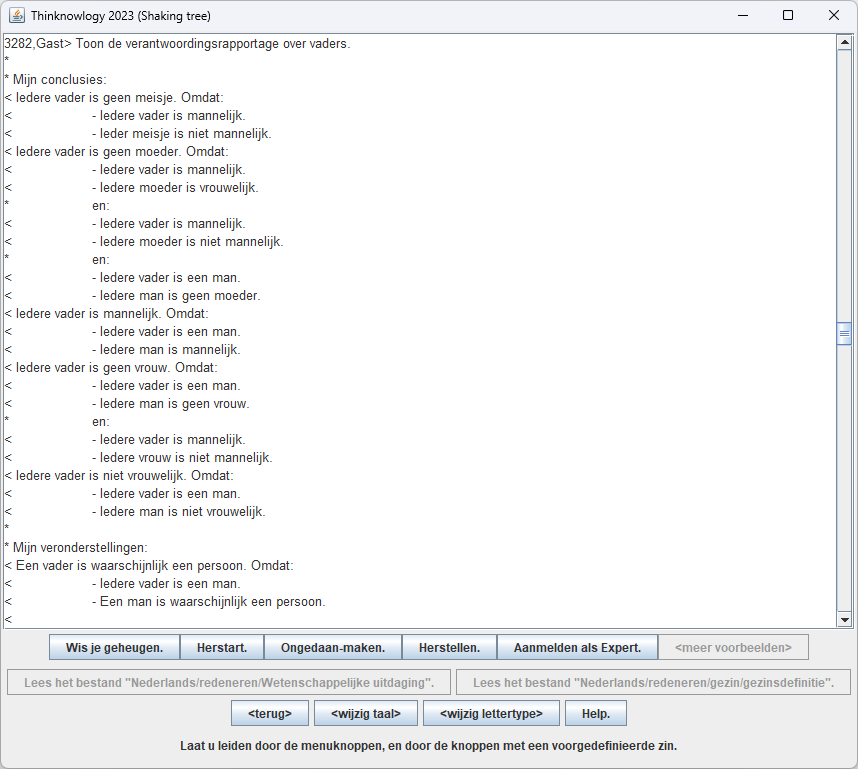 Thinknowlogy 2023 (Shaking tree)
3282,Gast> Toon de verantwoordingsrapportage over vaders.
*
* Mijn conclusies:
< Iedere vader is geen meisje. Omdat:
< - Iedere vader is mannelijk.
< - Ieder meisje is niet mannelijk.
< Iedere vader is geen moeder. Omdat:
< - Iedere vader is mannelijk.
< - Iedere moeder is vrouwelijk.
* en:
< - Iedere vader is mannelijk.
< - Iedere moeder is niet mannelijk.
* en:
< - Iedere vader is een man.
< - Iedere man is geen moeder.
< Iedere vader is mannelijk. Omdat:
< - Iedere vader is een man.
< - Iedere man is mannelijk.
< Iedere vader is geen vrouw. Omdat:
< - Iedere vader is een man.
< - Iedere man is geen vrouw.
* en:
< - Iedere vader is mannelijk.
< - Iedere vrouw is niet mannelijk.
< Iedere vader is niet vrouwelijk. Omdat:
< - Iedere vader is een man.
< - Iedere man is niet vrouwelijk.
*
* Mijn veronderstellingen:
< Een vader is waarschijnlijk een persoon. Omdat:
< - Iedere vader is een man.
< - Een man is waarschijnlijk een persoon.
<
Wis je geheugen. Herstart. Ongedaan-maken. Herstellen. Aanmelden als Expert. <meer voorbeelden>
Lees het bestand "Nederlands/redeneren/Wetenschappelijke uitdaging". Lees het bestand "Nederlands/redeneren/gezin/gezinsdefinitie".
<terug> <wijzig taal> <wijzig lettertype> Help.
Laat u leiden door de menuknoppen, en door de knoppen met een voorgedefinieerde zin.